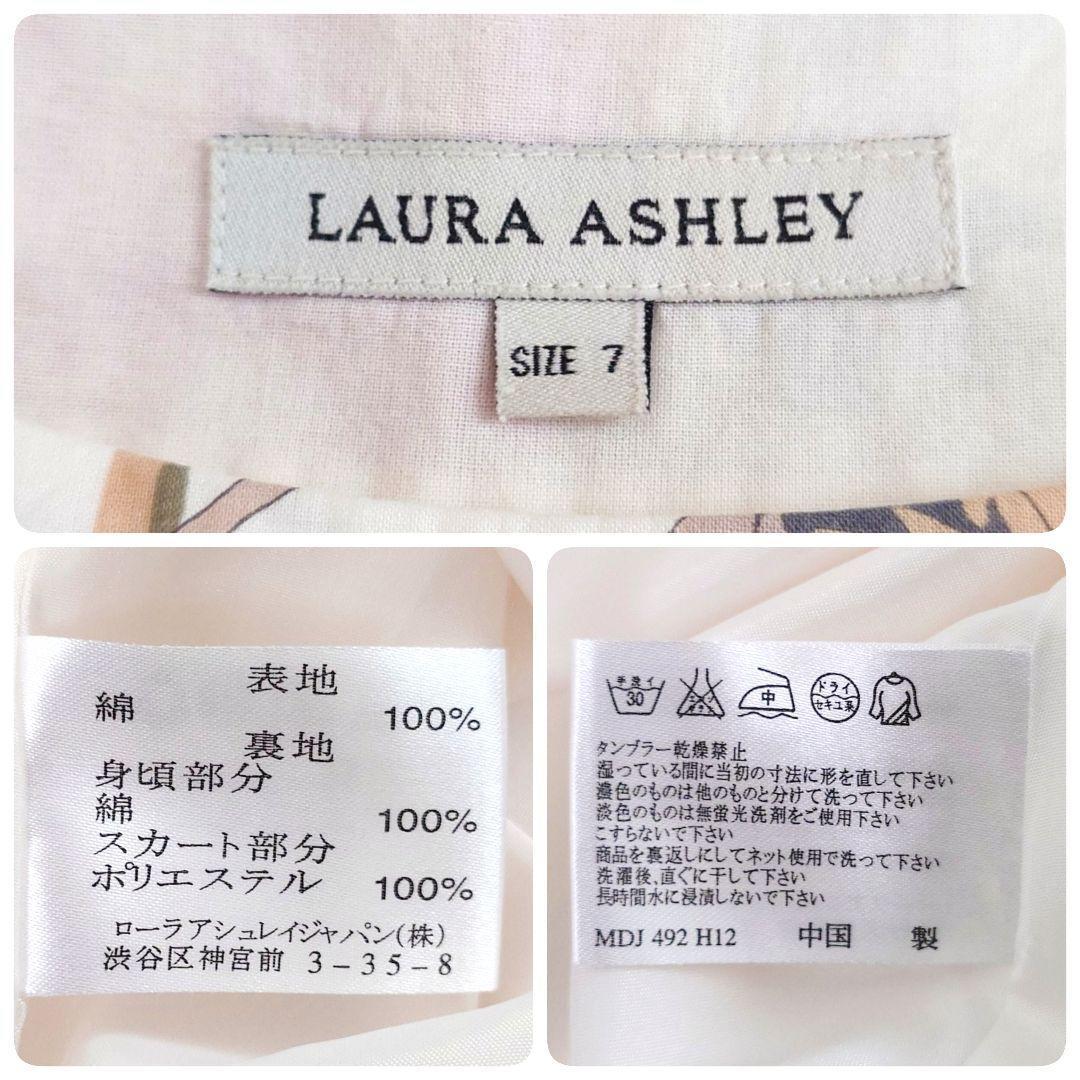 LAURA ASHLEY
SIZE 7
表地
綿 100%
裏地
身頃部分
綿 100%
スカート部分
ポリエステル 100%
ローラアシュレイジャパン(株)
渋谷区神宮前 3-35-8
手洗イ
30
エンソ
サラシ
中
ドライ
セキユ系
タンブラー乾燥禁止
湿っている間に当初の寸法に形を直して下さい
濃色のものは他のものと分けて洗って下さい
淡色のものは無蛍光洗剤をご使用下さい
こすらないで下さい
商品を裏返しにしてネット使用で洗って下さい
洗濯後、直ぐに干して下さい
長時間水に浸漬しないで下さい
MDJ 492 H12 中国 製